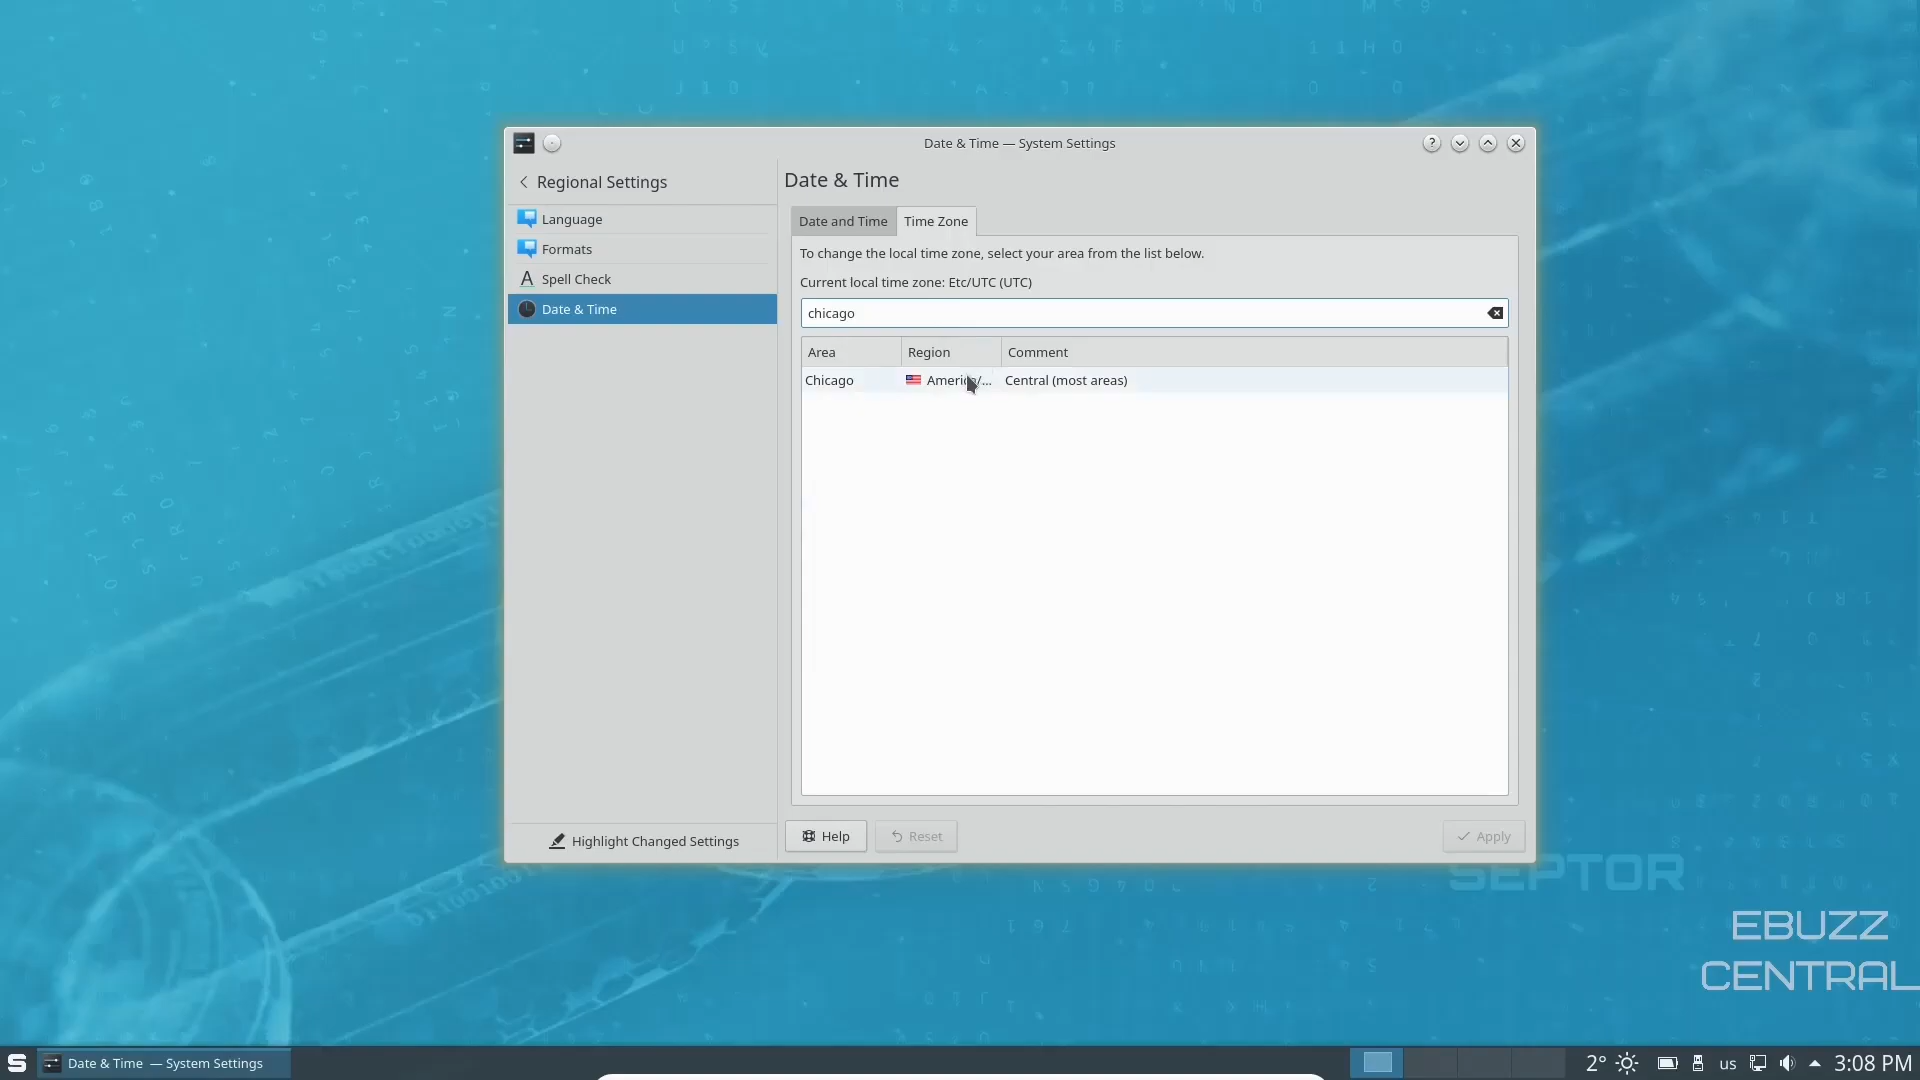 Date & Time — System Settings
Regional Settings
Language
Formats
Spell Check
Date & Time
Highlight Changed Settings
Date & Time
Date and Time
Time Zone
To change the local time zone, select your area from the list below.
Current local time zone: Etc/UTC (UTC)
chicago
Area Region Comment
Chicago America/... Central (most areas)
Help
Reset
Apply
SEPTOR
EBUZZ
CENTRAL
Date & Time — System Settings
2°
us
3:08 PM